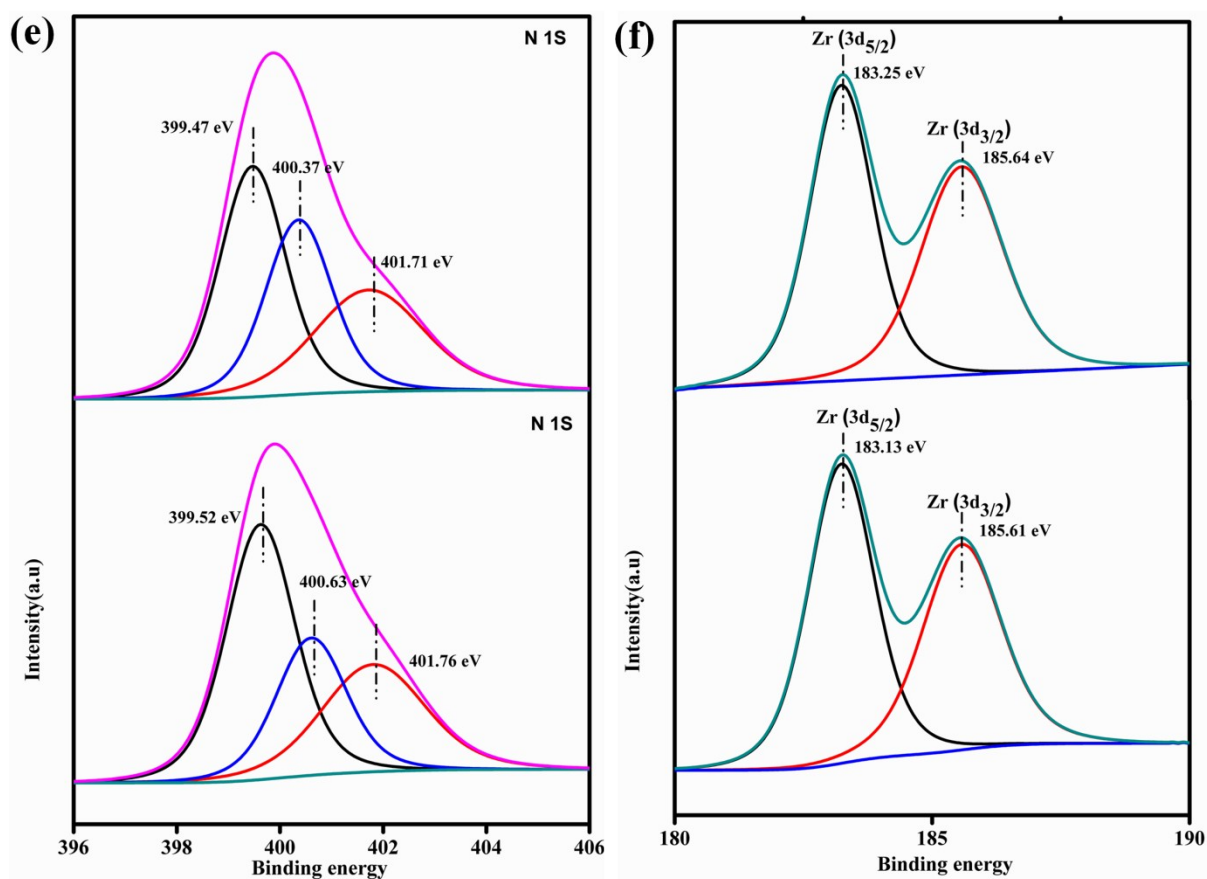 (e)
N 1S
399.47 eV
400.37 eV
401.71 eV
N 1S
399.52 eV
400.63 eV
401.76 eV
Intensity(a.u)
396 398 400 402 404 406
Binding energy
(f)
Zr (3d5/2)
183.25 eV
Zr (3d3/2)
185.64 eV
Zr (3d5/2)
183.13 eV
Zr (3d3/2)
185.61 eV
Intensity(a.u)
180 185 190
Binding energy